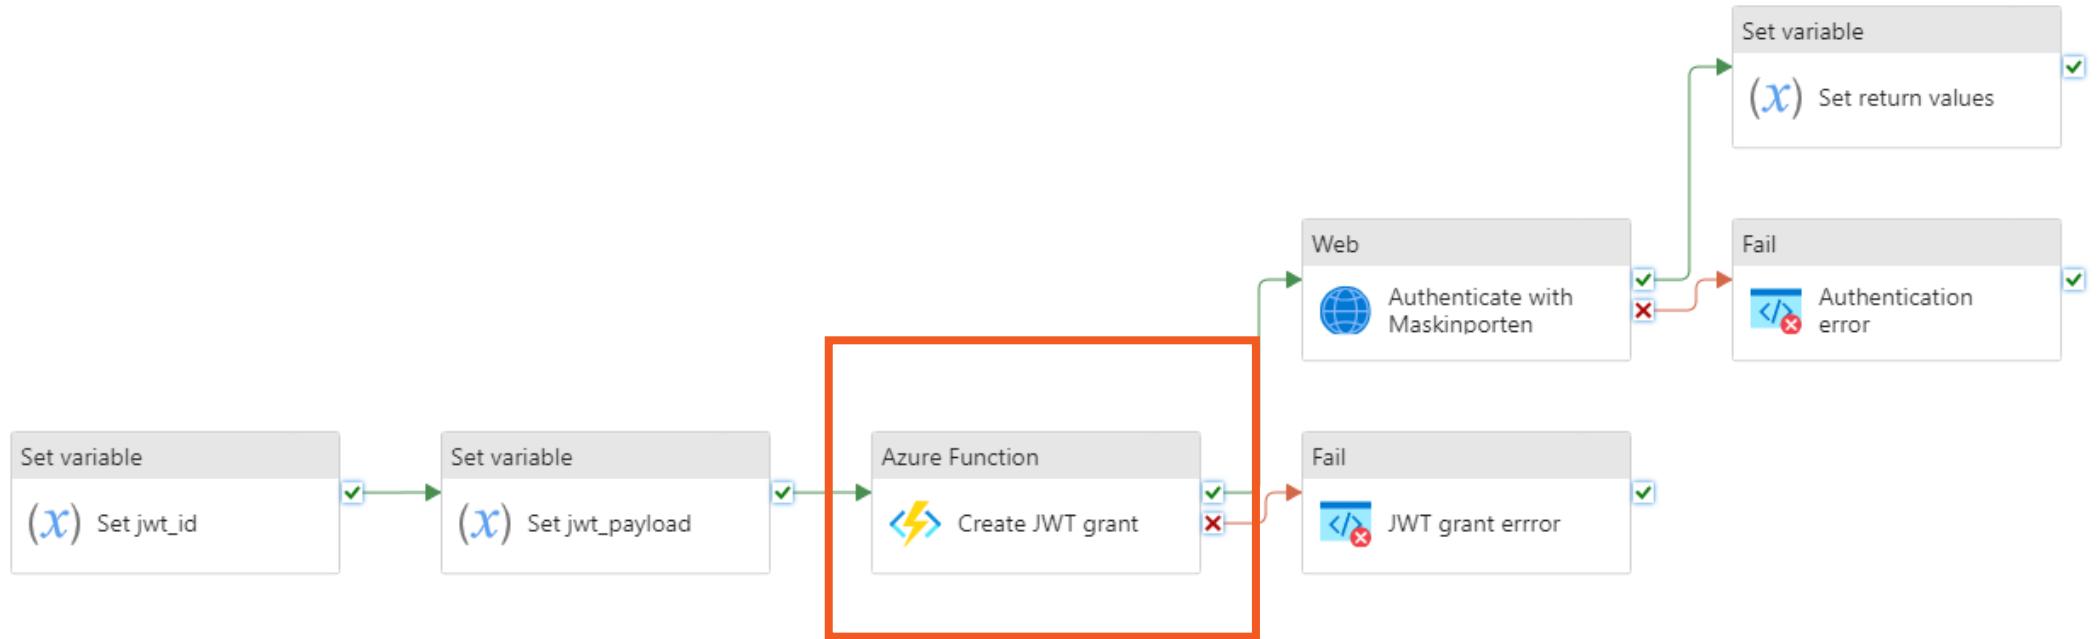 Set variable
(x) Set return values
Web
Authenticate with
Maskinporten
Fail
Authentication
error
Set variable
(x) Set jwt_id
Set variable
(x) Set jwt_payload
Azure Function
Create JWT grant
Fail
JWT grant errror